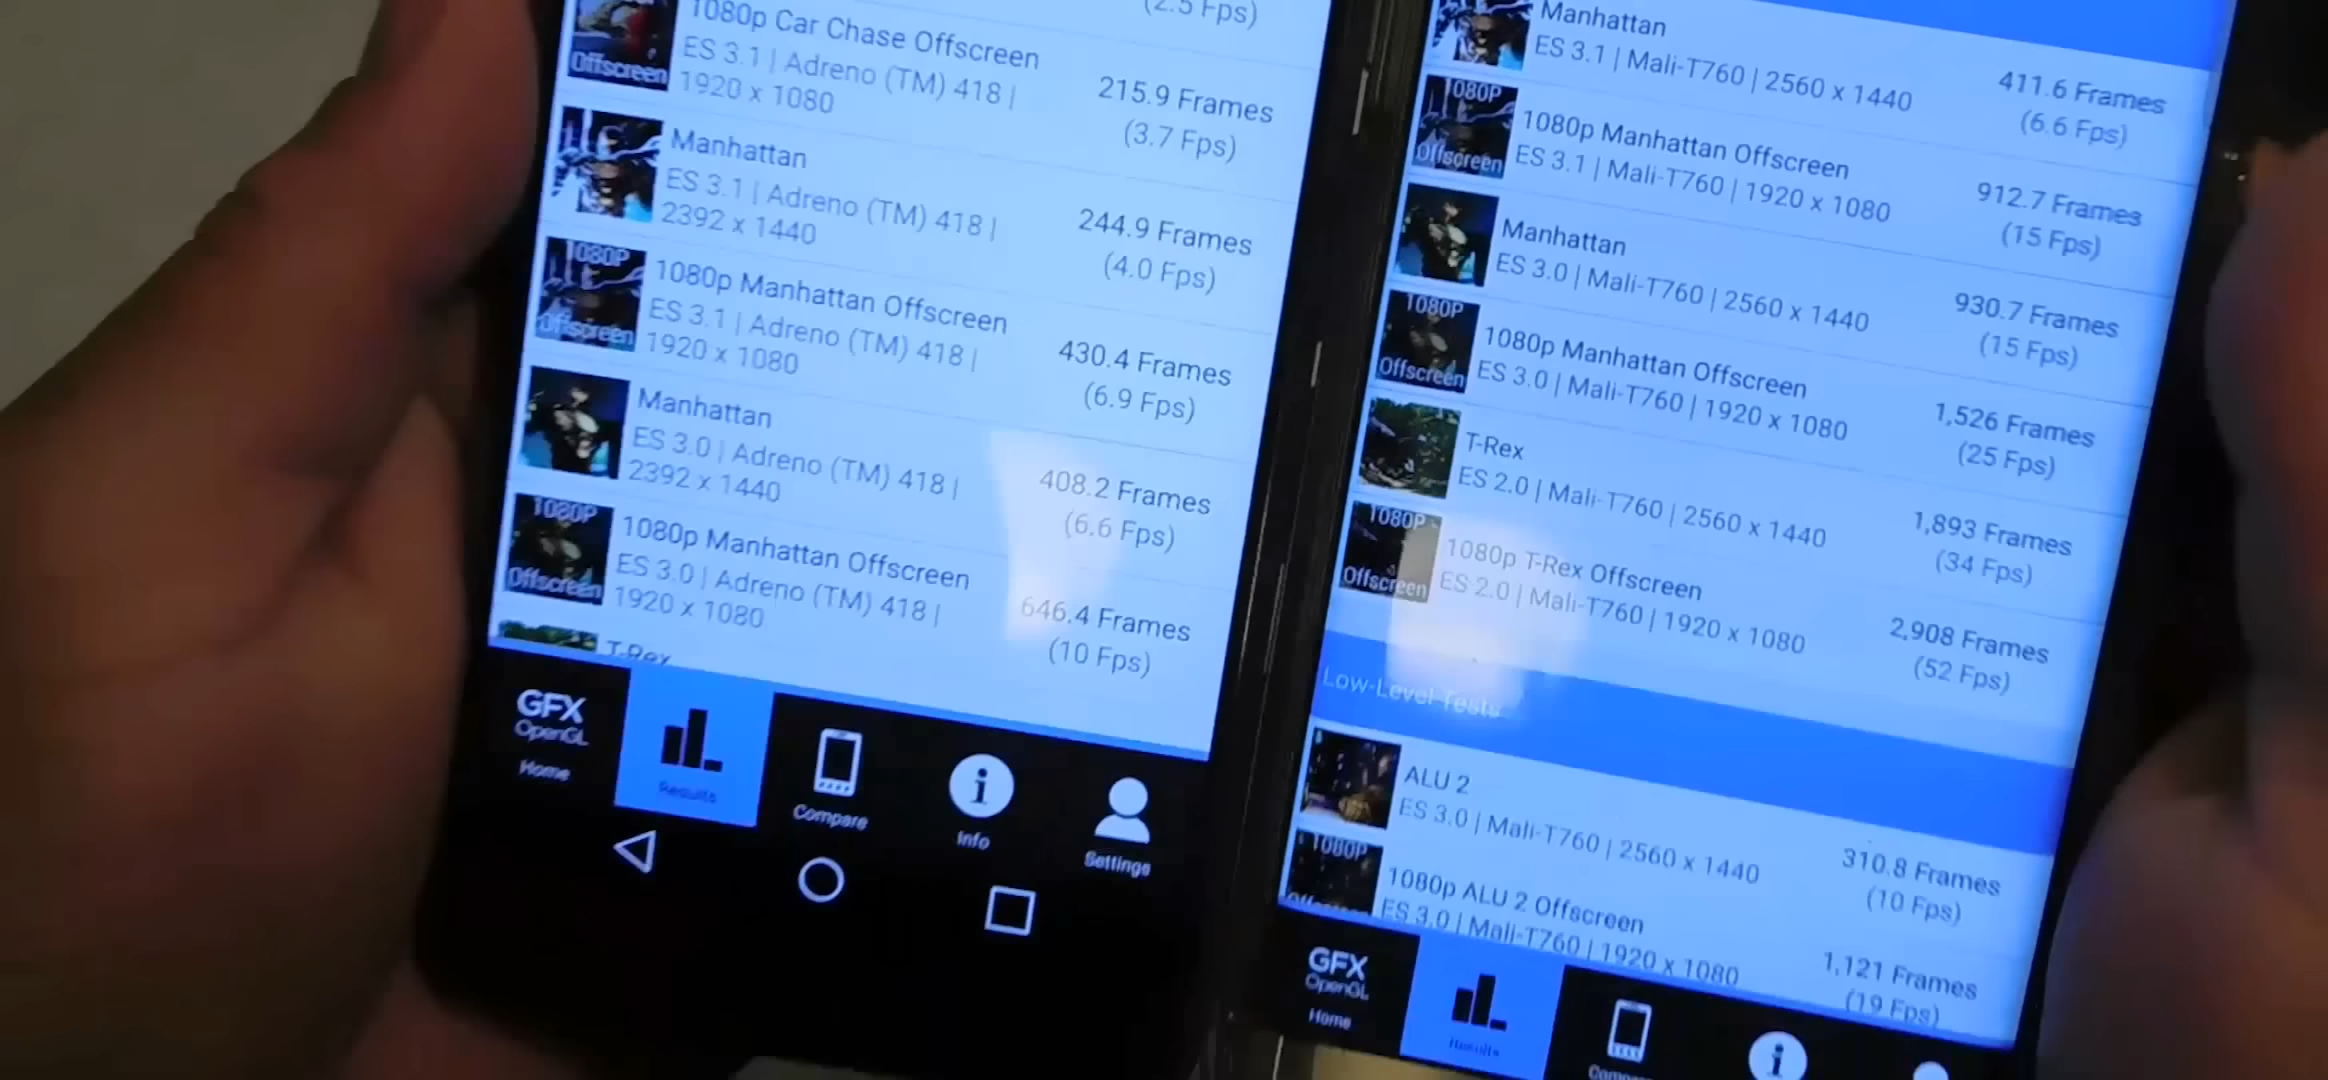 (2.5 Fps)
1080p Car Chase Offscreen
ES 3.1 | Adreno (TM) 418 |
1920 x 1080
215.9 Frames
(3.7 Fps)
Offscreen
Manhattan
ES 3.1 | Adreno (TM) 418 |
2392 x 1440
244.9 Frames
(4.0 Fps)
1080P
Offscreen
1080p Manhattan Offscreen
ES 3.1 | Adreno (TM) 418 |
1920 x 1080
430.4 Frames
(6.9 Fps)
Manhattan
ES 3.0 | Adreno (TM) 418 |
2392 x 1440
408.2 Frames
(6.6 Fps)
1080P
Offscreen
1080p Manhattan Offscreen
ES 3.0 | Adreno (TM) 418 |
1920 x 1080
646.4 Frames
(10 Fps)
T-Rex
GFX
OpenGL
Home
Results
Compare
Info
Settings
Manhattan
ES 3.1 | Mali-T760 | 2560 x 1440
411.6 Frames
(6.6 Fps)
1080P
Offscreen
1080p Manhattan Offscreen
ES 3.1 | Mali-T760 | 1920 x 1080
912.7 Frames
(15 Fps)
Manhattan
ES 3.0 | Mali-T760 | 2560 x 1440
930.7 Frames
(15 Fps)
1080P
Offscreen
1080p Manhattan Offscreen
ES 3.0 | Mali-T760 | 1920 x 1080
1,526 Frames
(25 Fps)
T-Rex
ES 2.0 | Mali-T760 | 2560 x 1440
1,893 Frames
(34 Fps)
1080P
Offscreen
1080p T-Rex Offscreen
ES 2.0 | Mali-T760 | 1920 x 1080
2,908 Frames
(52 Fps)
Low-Level Tests
ALU 2
ES 3.0 | Mali-T760 | 2560 x 1440
310.8 Frames
(10 Fps)
1080P
Offscreen
1080p ALU 2 Offscreen
ES 3.0 | Mali-T760 | 1920 x 1080
1,121 Frames
(19 Fps)
GFX
OpenGL
Home
Results